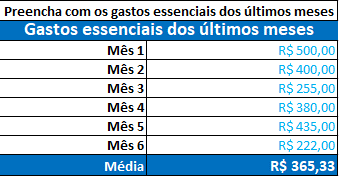 Preencha com os gastos essenciais dos últimos meses
Gastos essenciais dos últimos meses
Mês 1 R$ 500,00
Mês 2 R$ 400,00
Mês 3 R$ 255,00
Mês 4 R$ 380,00
Mês 5 R$ 435,00
Mês 6 R$ 222,00
Média R$ 365,33